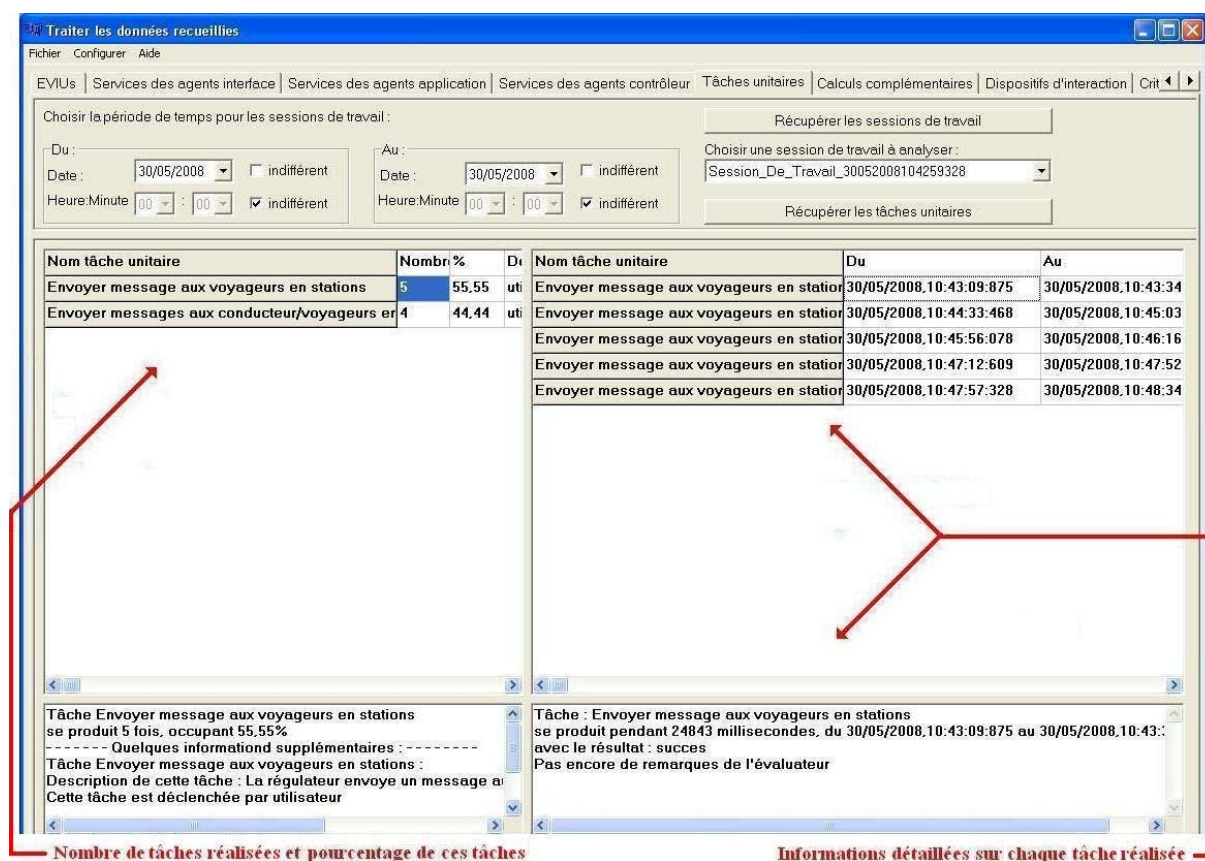 Traiter les données recueillies
Fichier Configurer Aide
EVIUs Services des agents interface Services des agents application Services des agents contrôleur Tâches unitaires Calculs complémentaires Dispositifs d'interaction Crit
Choisir la période de temps pour les sessions de travail :
Récupérer les sessions de travail
Du :
Au :
Choisir une session de travail à analyser :
Date : 30/05/2008 indifférent
Date : 30/05/2008 indifférent
Session_De_Travail_30052008104259328
Heure:Minute 00 : 00 indifférent
Heure:Minute 00 : 00 indifférent
Récupérer les tâches unitaires
Nom tâche unitaire Nombr % De
Envoyer message aux voyageurs en stations 5 55,55 uti
Envoyer messages aux conducteur/voyageurs er 4 44,44 uti
Nom tâche unitaire Du Au
Envoyer message aux voyageurs en station 30/05/2008,10:43:09:875 30/05/2008,10:43:34
Envoyer message aux voyageurs en station 30/05/2008,10:44:33:468 30/05/2008,10:45:03
Envoyer message aux voyageurs en station 30/05/2008,10:45:56:078 30/05/2008,10:46:16
Envoyer message aux voyageurs en station 30/05/2008,10:47:12:609 30/05/2008,10:47:52
Envoyer message aux voyageurs en station 30/05/2008,10:47:57:328 30/05/2008,10:48:34
Tâche Envoyer message aux voyageurs en stations
se produit 5 fois, occupant 55,55%
- - - - - - - Quelques informationd supplémentaires : - - - - - - - -
Tâche Envoyer message aux voyageurs en stations :
Description de cette tâche : La régulateur envoye un message a
Cette tâche est déclenchée par utilisateur
Tâche : Envoyer message aux voyageurs en stations
se produit pendant 24843 millisecondes, du 30/05/2008,10:43:09:875 au 30/05/2008,10:43:
avec le résultat : succes
Pas encore de remarques de l'évaluateur
Nombre de tâches réalisées et pourcentage de ces tâches
Informations détaillées sur chaque tâche réalisée